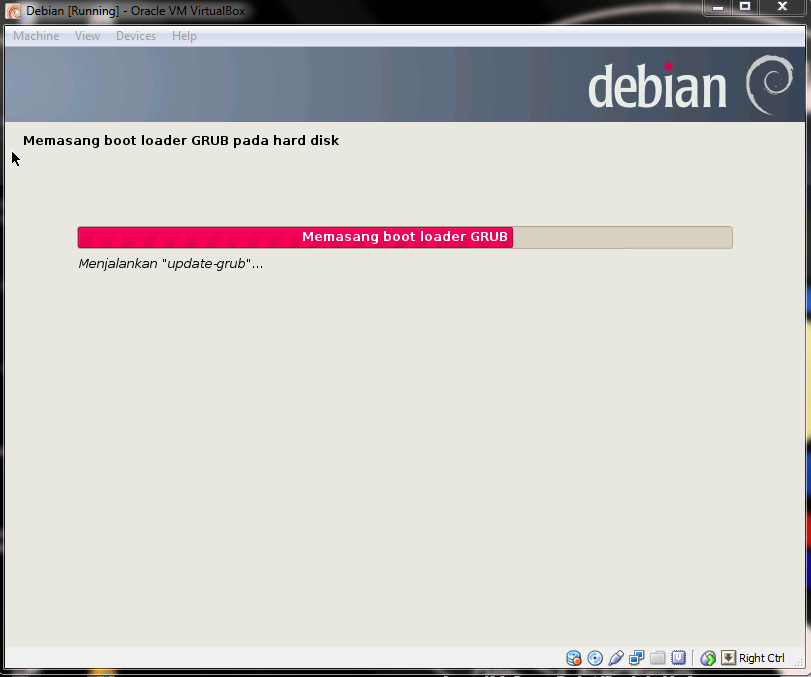 Debian [Running] - Oracle VM VirtualBox
Machine View Devices Help
debian
Memasang boot loader GRUB pada hard disk
Memasang boot loader GRUB
Menjalankan "update-grub"...
Right Ctrl